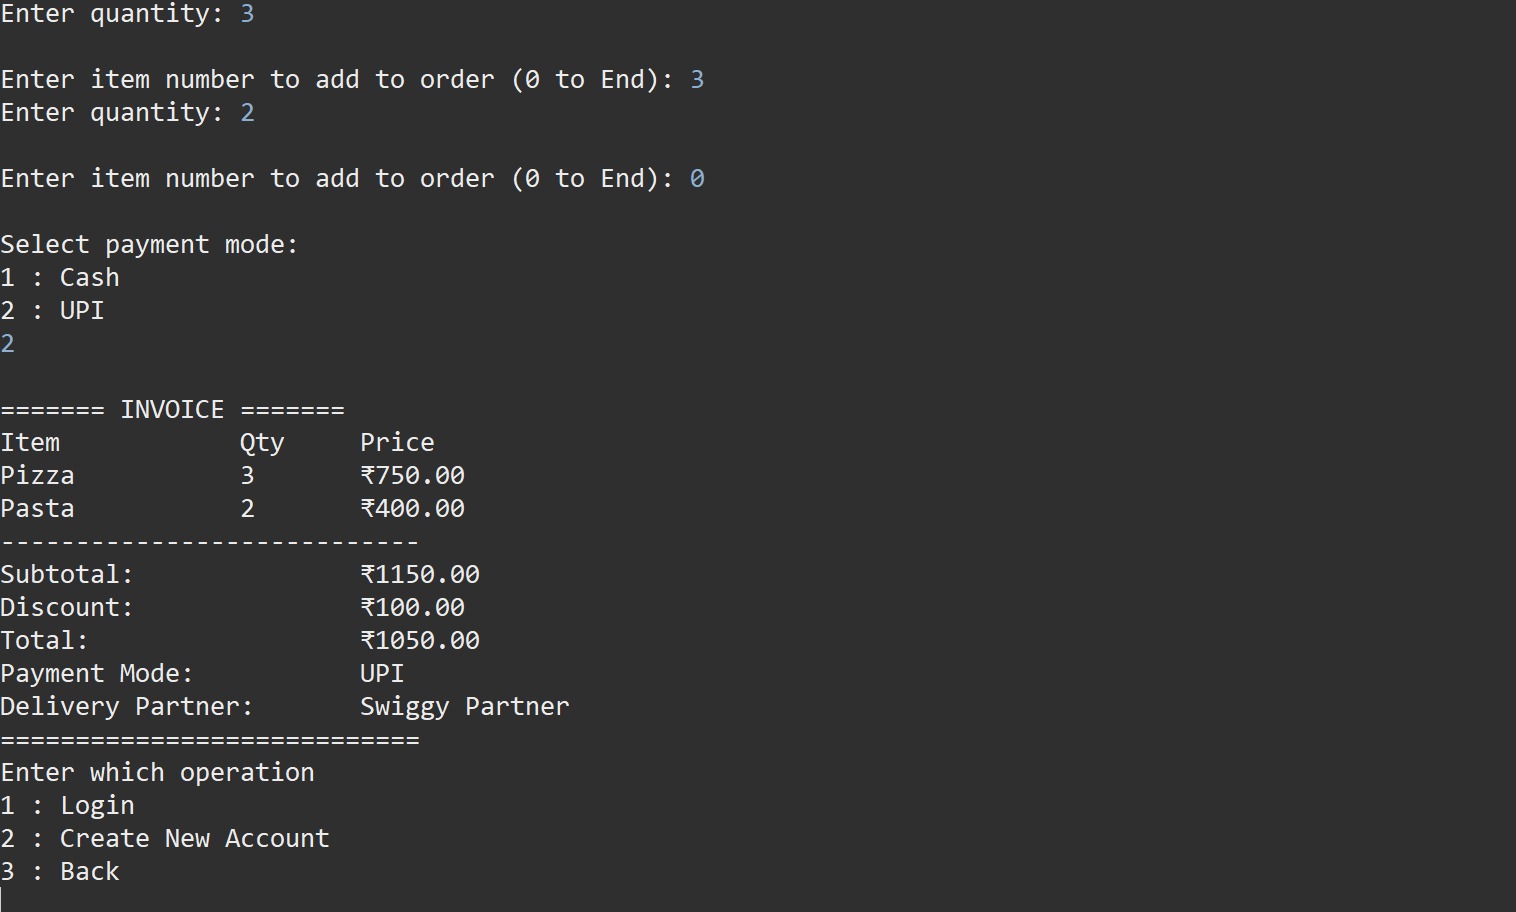 Enter quantity: 3
Enter item number to add to order (0 to End): 3
Enter quantity: 2
Enter item number to add to order (0 to End): 0
Select payment mode:
1 : Cash
2 : UPI
2
======= INVOICE =======
Item Qty Price
Pizza 3 ₹750.00
Pasta 2 ₹400.00
----------------------------
Subtotal: ₹1150.00
Discount: ₹100.00
Total: ₹1050.00
Payment Mode: UPI
Delivery Partner: Swiggy Partner
============================
Enter which operation
1 : Login
2 : Create New Account
3 : Back